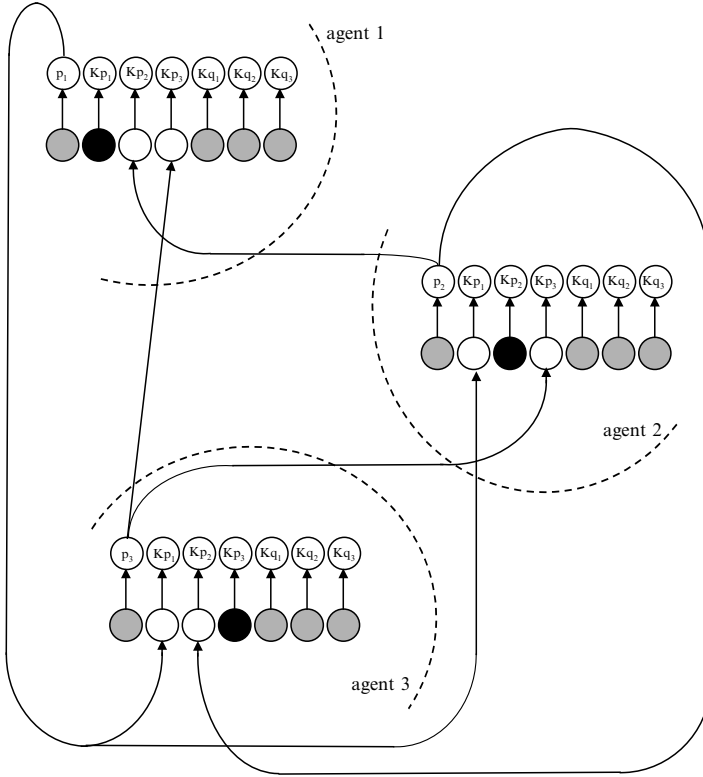 agent 1
p₁ Kp₁ Kp₂ Kp₃ Kq₁ Kq₂ Kq₃
p₂ Kp₁ Kp₂ Kp₃ Kq₁ Kq₂ Kq₃
agent 2
p₃ Kp₁ Kp₂ Kp₃ Kq₁ Kq₂ Kq₃
agent 3